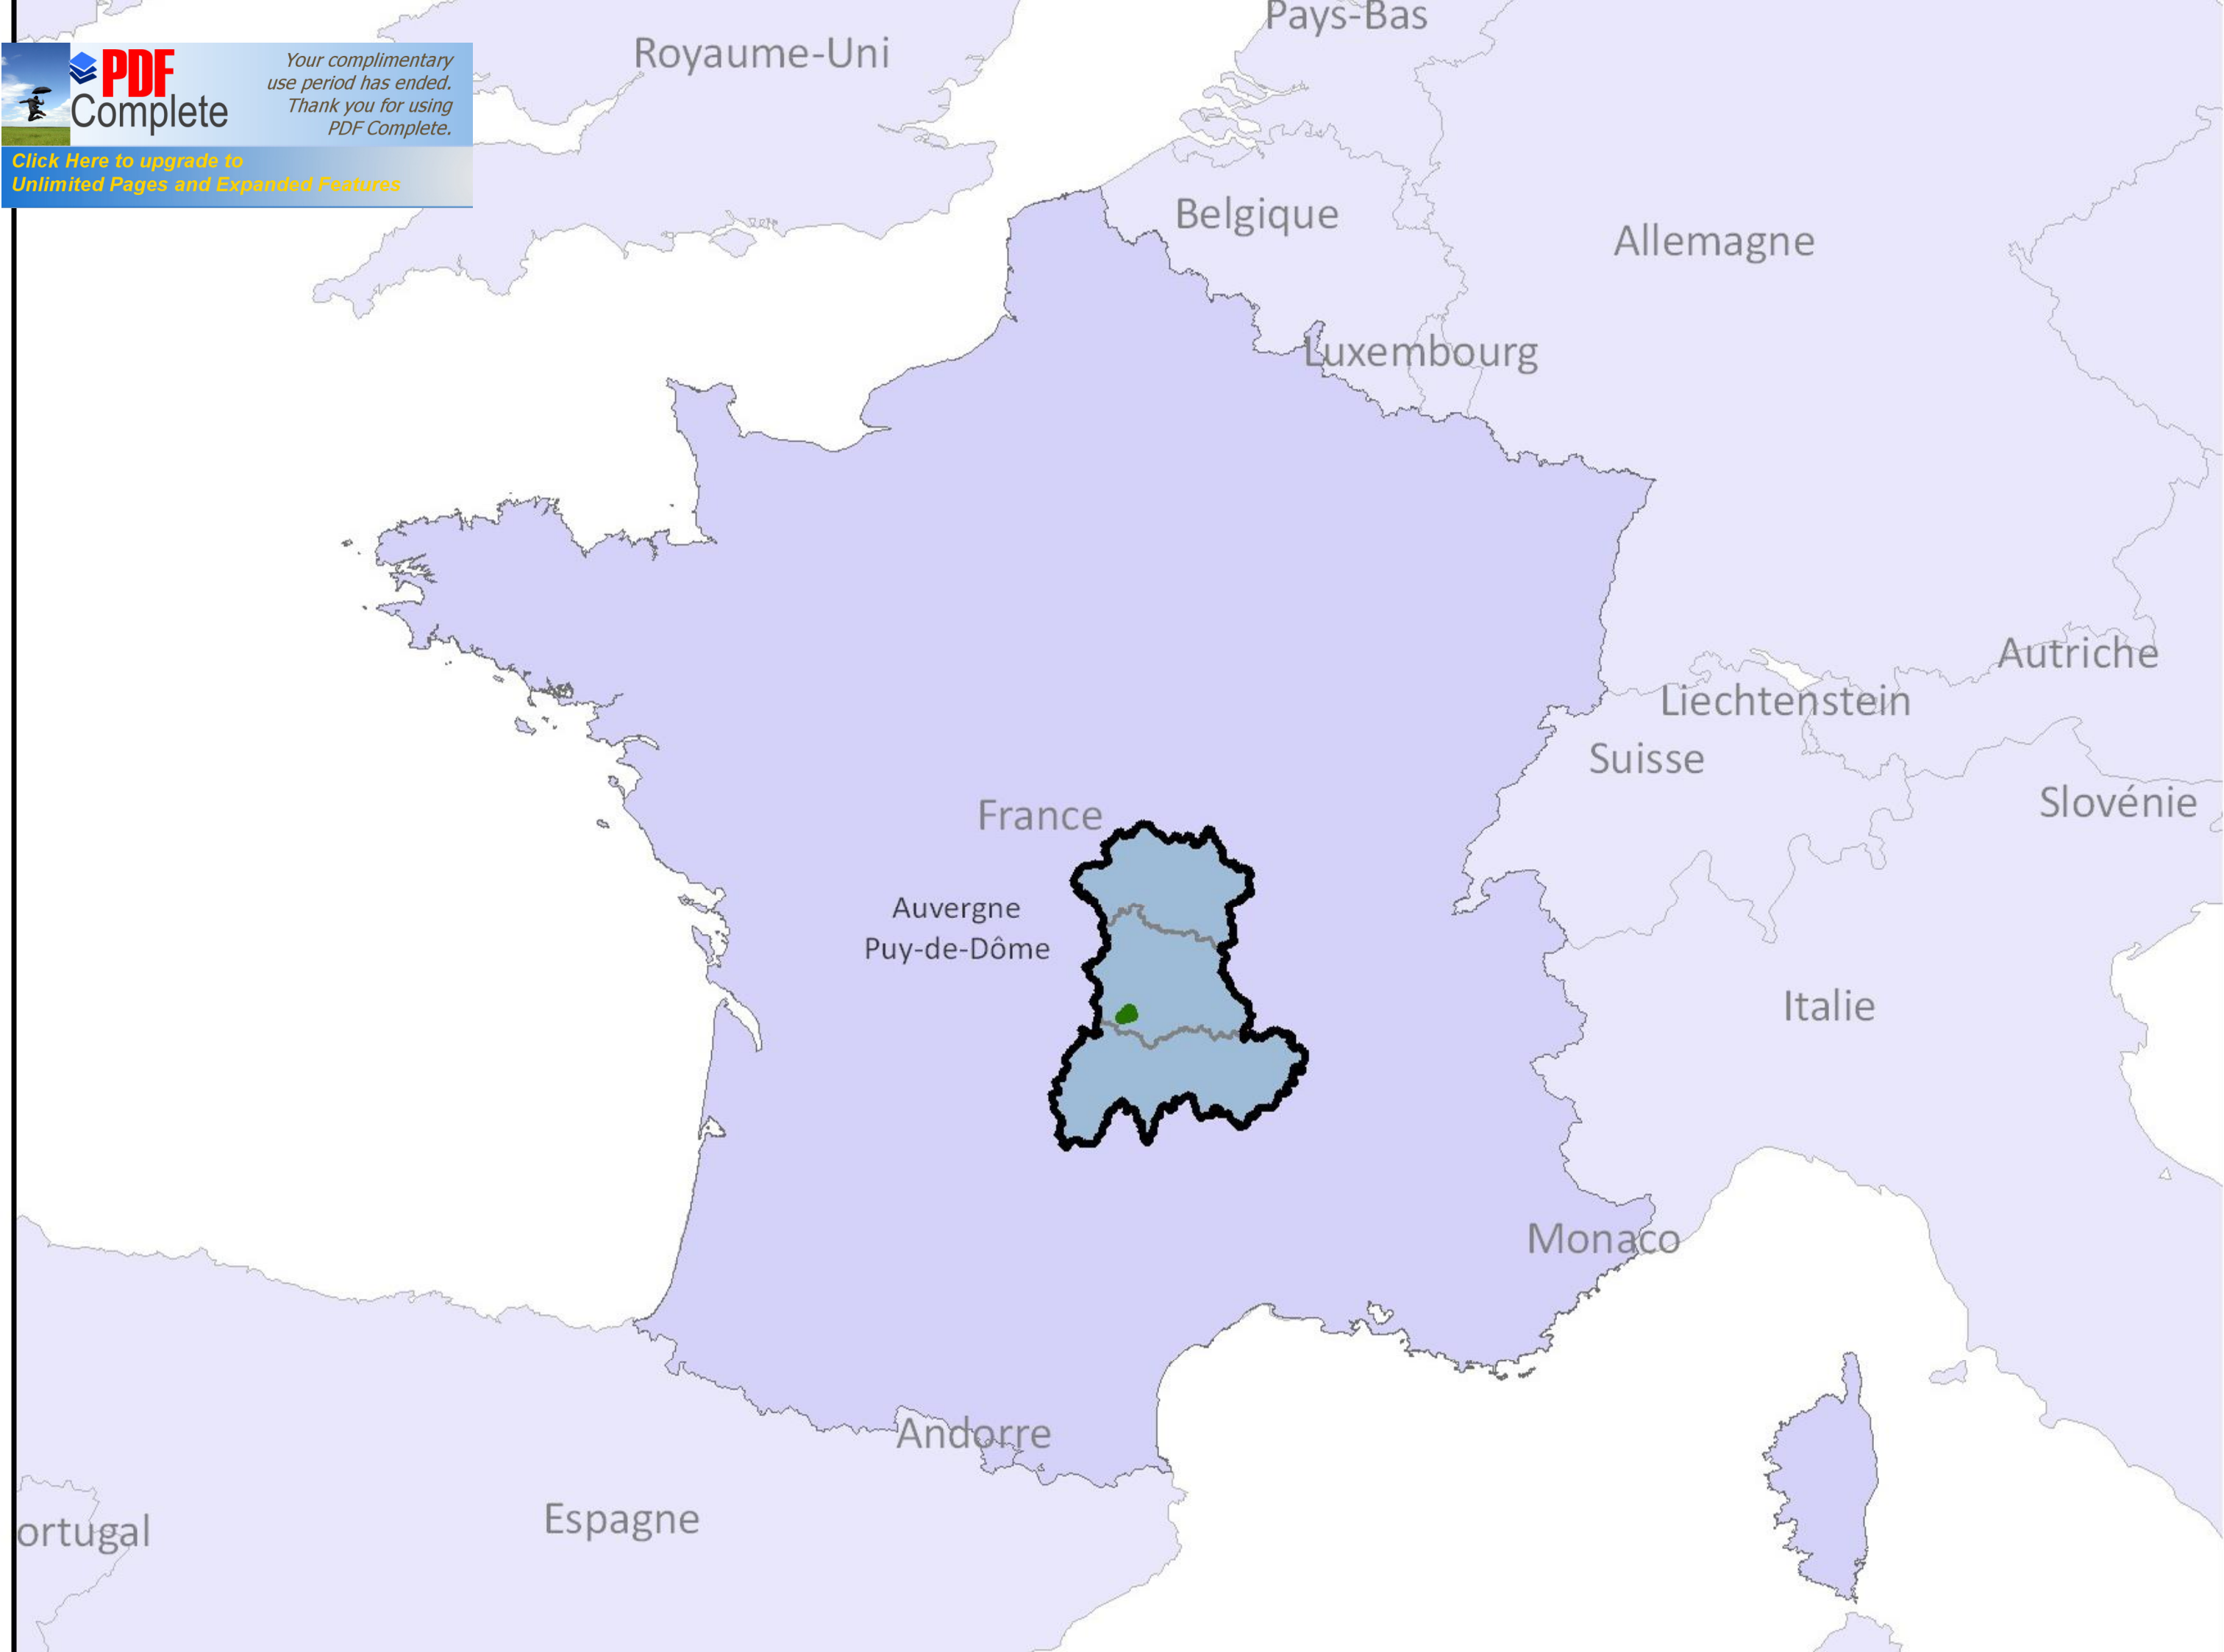 Pays-Bas
Royaume-Uni
PDF
Complete
Your complimentary
use period has ended.
Thank you for using
PDF Complete.
Click Here to upgrade to
Unlimited Pages and Expanded Features
Belgique
Allemagne
Luxembourg
Autriche
Liechtenstein
Suisse
Slovénie
France
Auvergne
Puy-de-Dôme
Italie
Monaco
Andorre
Espagne
ortugal